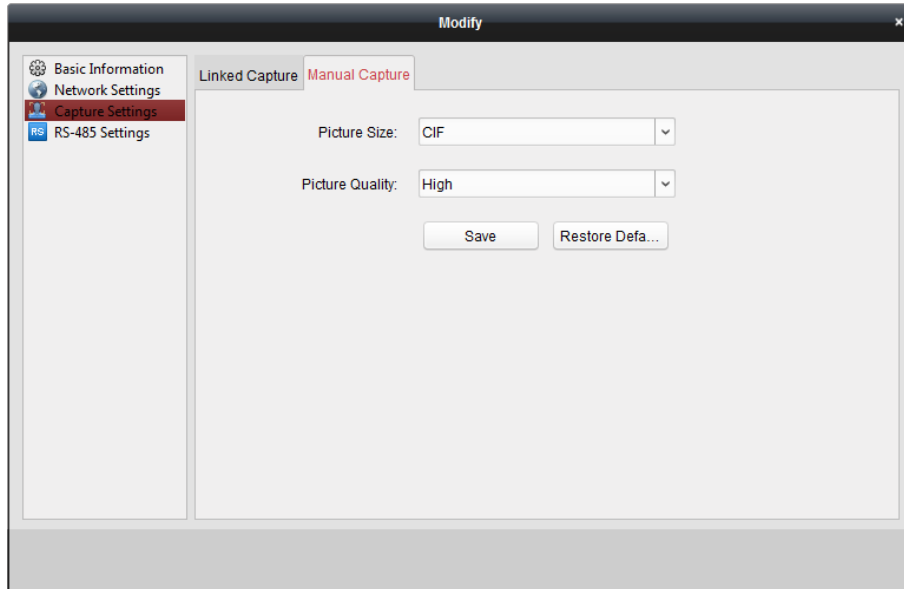 Modify
×
Basic Information
Network Settings
Capture Settings
RS RS-485 Settings
Linked Capture Manual Capture
Picture Size: CIF
Picture Quality: High
Save Restore Defa...